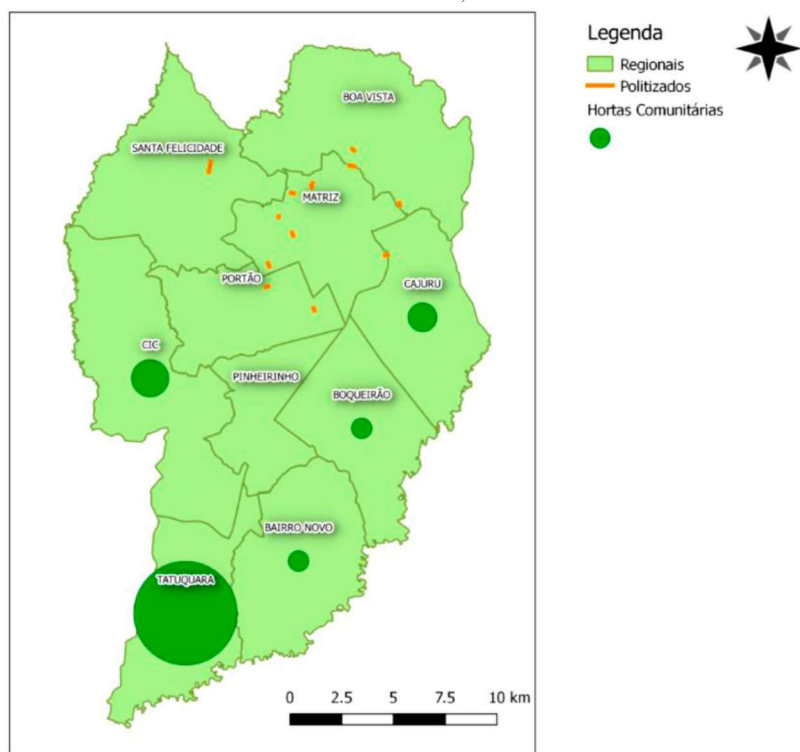 Legenda
Regionais
Politizados
Hortas Comunitárias
BOA VISTA
SANTA FELICIDADE
MATRIZ
PORTÃO
CAJURU
CIC
PINHEIRINHO
BOQUEIRÃO
BAIRRO NOVO
TATUQUARA
0 2.5 5 7.5 10 km